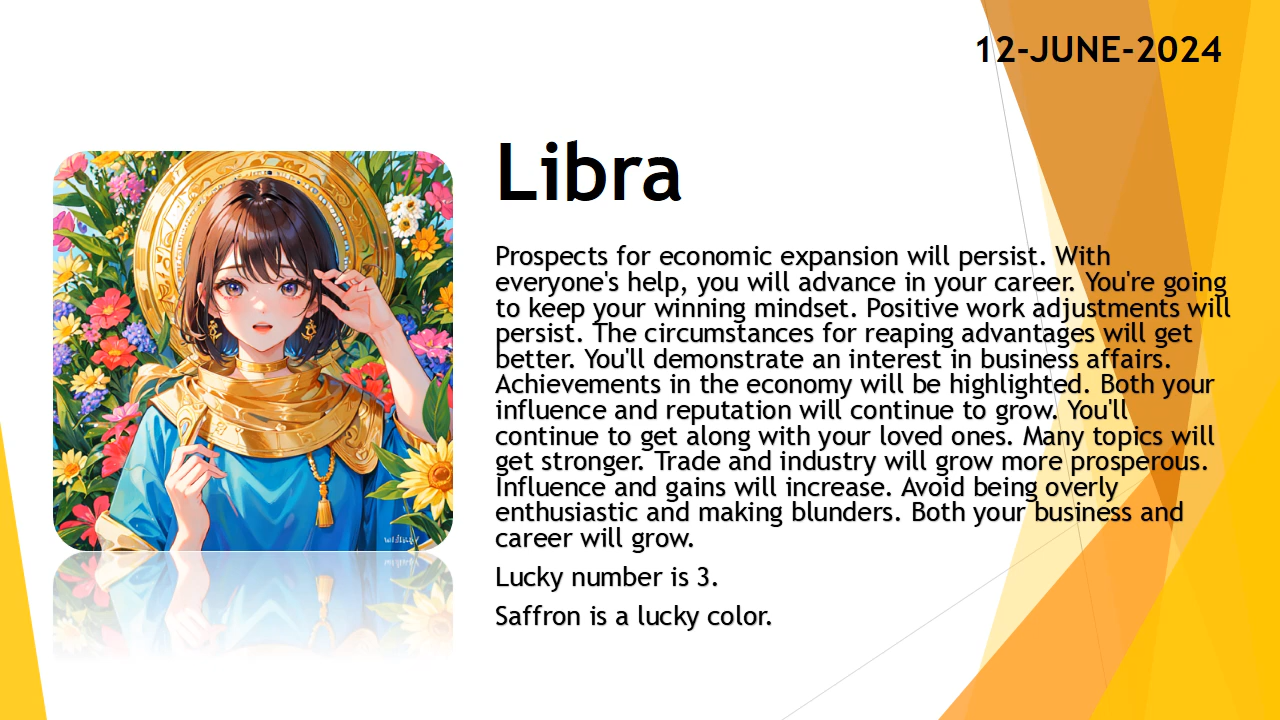 12-JUNE-2024
Libra
Prospects for economic expansion will persist. With
everyone's help, you will advance in your career. You're going
to keep your winning mindset. Positive work adjustments will
persist. The circumstances for reaping advantages will get
better. You'll demonstrate an interest in business affairs.
Achievements in the economy will be highlighted. Both your
influence and reputation will continue to grow. You'll
continue to get along with your loved ones. Many topics will
get stronger. Trade and industry will grow more prosperous.
Influence and gains will increase. Avoid being overly
enthusiastic and making blunders. Both your business and
career will grow.
Lucky number is 3.
Saffron is a lucky color.